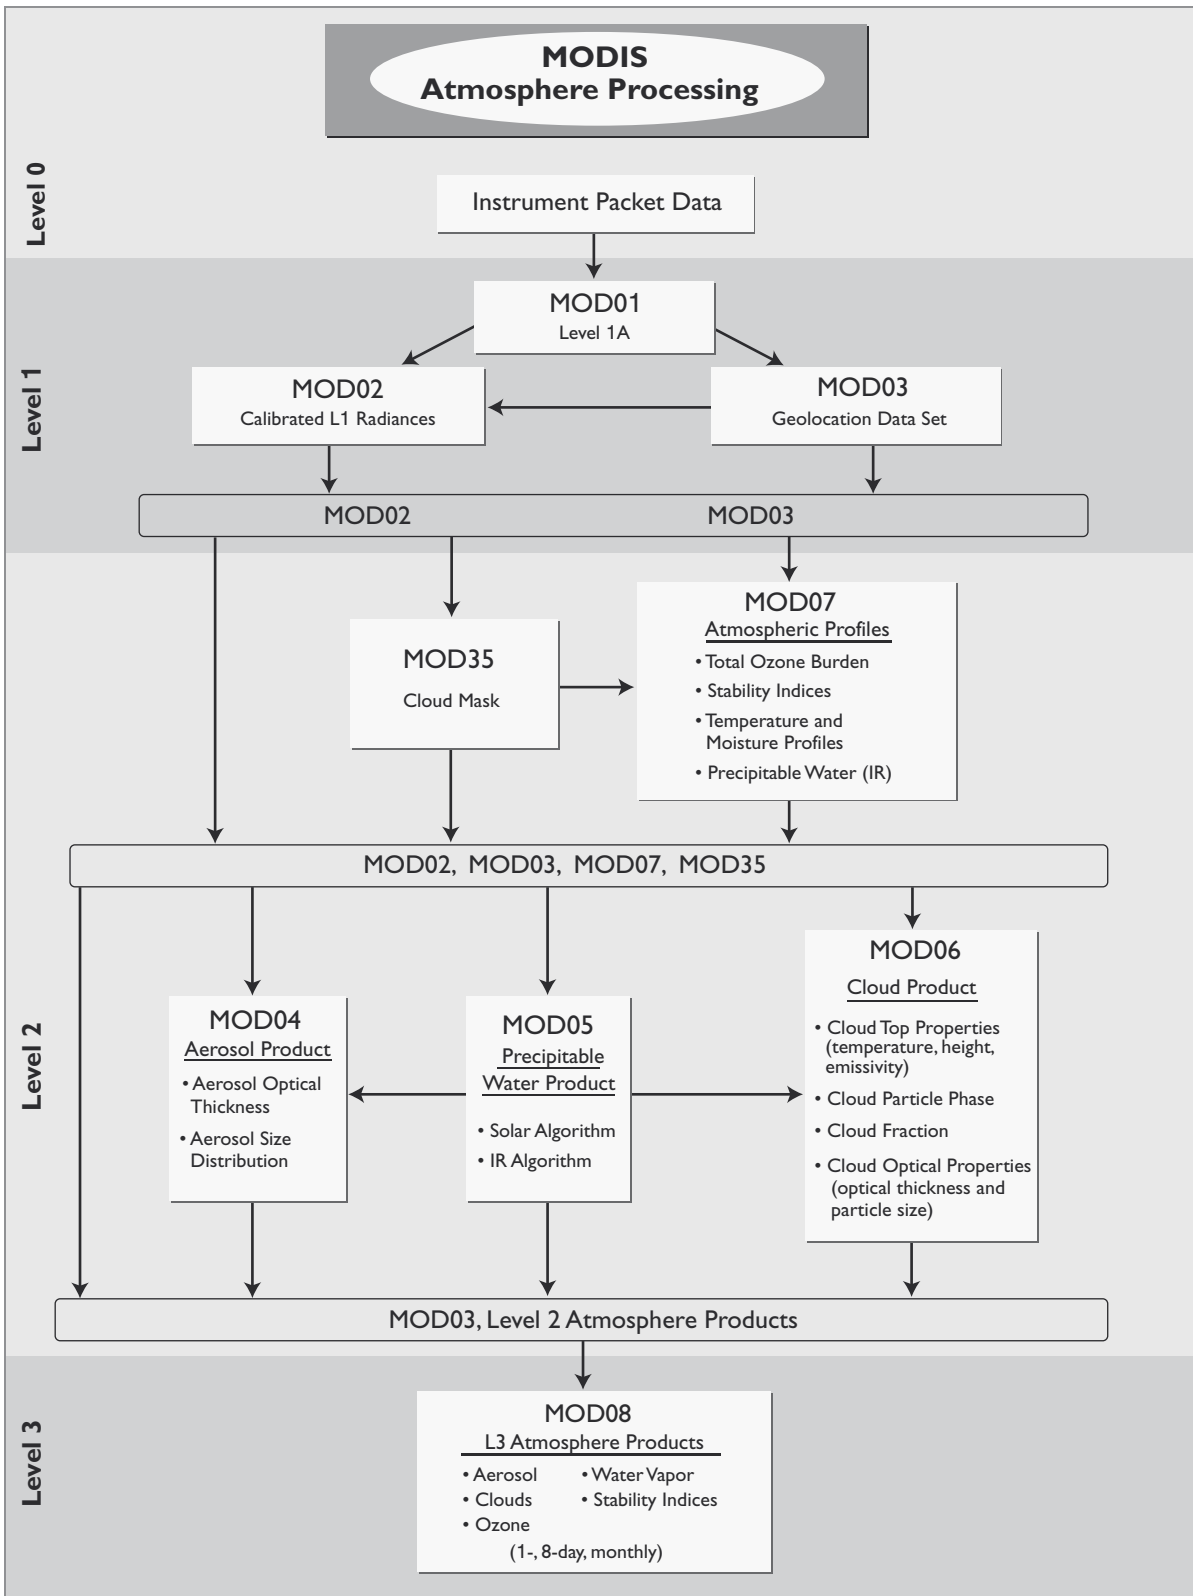 MODIS
Atmosphere Processing
Level 0
Instrument Packet Data
Level 1
MOD01
Level 1A
MOD02
Calibrated L1 Radiances
MOD03
Geolocation Data Set
MOD02
MOD03
Level 2
MOD35
Cloud Mask
MOD07
Atmospheric Profiles
• Total Ozone Burden
• Stability Indices
• Temperature and
Moisture Profiles
• Precipitable Water (IR)
MOD02, MOD03, MOD07, MOD35
MOD04
Aerosol Product
• Aerosol Optical
Thickness
• Aerosol Size
Distribution
MOD05
Precipitable
Water Product
• Solar Algorithm
• IR Algorithm
MOD06
Cloud Product
• Cloud Top Properties
(temperature, height,
emissivity)
• Cloud Particle Phase
• Cloud Fraction
• Cloud Optical Properties
(optical thickness and
particle size)
MOD03, Level 2 Atmosphere Products
Level 3
MOD08
L3 Atmosphere Products
• Aerosol
• Clouds
• Ozone
• Water Vapor
• Stability Indices
(1-, 8-day, monthly)